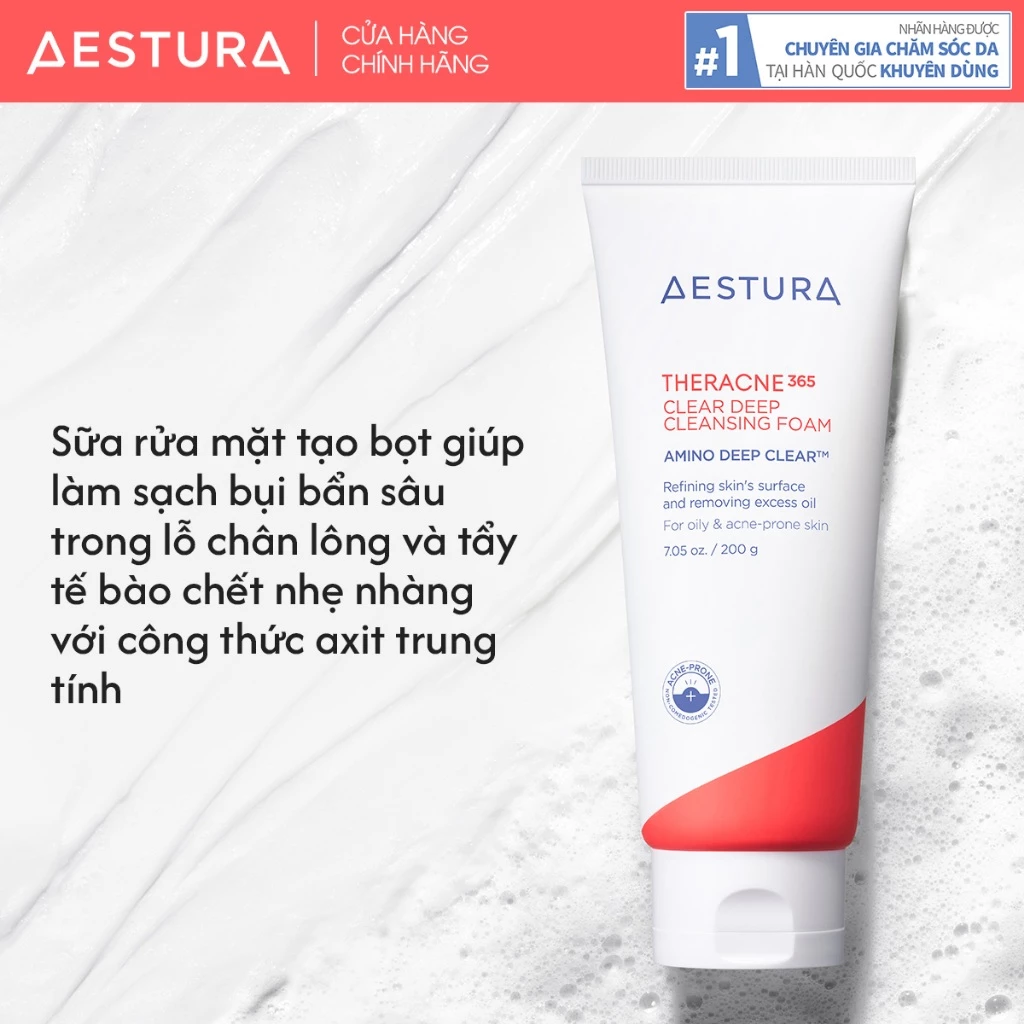 AESTURA
CỬA HÀNG
CHÍNH HÃNG
#1
NHÃN HÀNG ĐƯỢC
CHUYÊN GIA CHĂM SÓC DA
TẠI HÀN QUỐC KHUYÊN DÙNG
Sữa rửa mặt tạo bọt giúp
làm sạch bụi bẩn sâu
trong lỗ chân lông và tẩy
tế bào chết nhẹ nhàng
với công thức axit trung
tính
AESTURA
THERACNE 365
CLEAR DEEP
CLEANSING FOAM
AMINO DEEP CLEAR™
Refining skin's surface
and removing excess oil
For oily & acne-prone skin
7.05 oz. / 200 g
ACNE-PRONE
NON-COMEDOGENIC TESTED